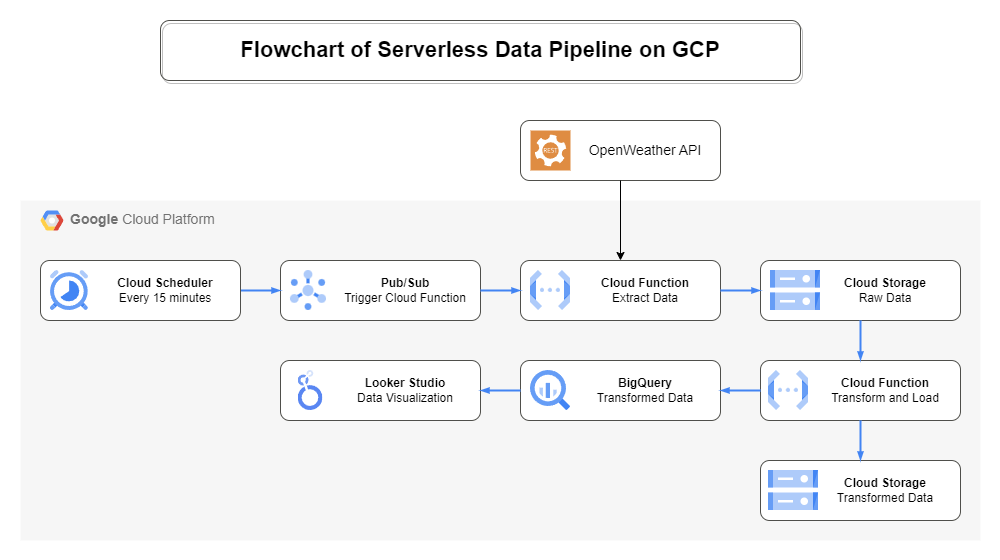 Flowchart of Serverless Data Pipeline on GCP
REST
OpenWeather API
Google Cloud Platform
Cloud Scheduler
Every 15 minutes
Pub/Sub
Trigger Cloud Function
Cloud Function
Extract Data
Cloud Storage
Raw Data
Looker Studio
Data Visualization
BigQuery
Transformed Data
Cloud Function
Transform and Load
Cloud Storage
Transformed Data